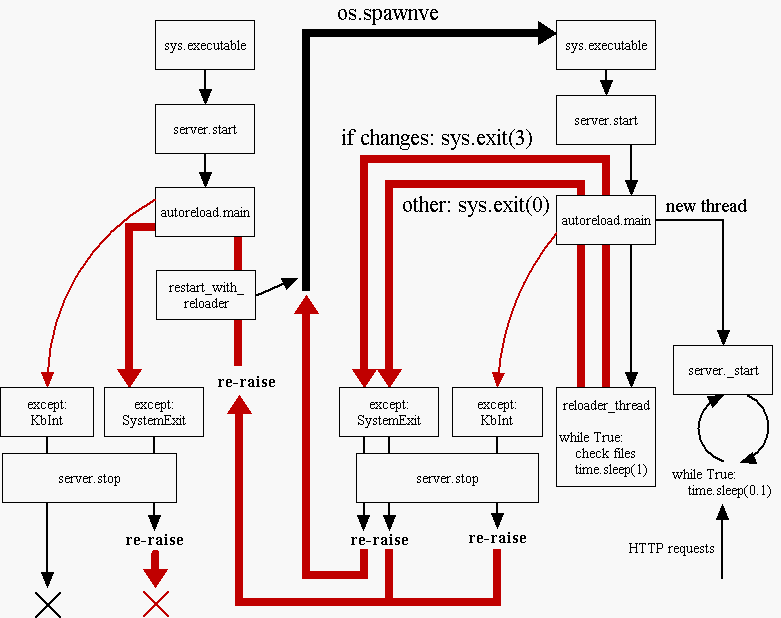 os.spawnve
sys.executable
sys.executable
server.start
server.start
if changes: sys.exit(3)
other: sys.exit(0)
autoreload.main
autoreload.main
new thread
restart_with_
reloader
re-raise
server._start
except:
KbInt
except:
SystemExit
except:
SystemExit
except:
KbInt
reloader_thread
while True:
check files
time.sleep(1)
server.stop
server.stop
while True:
time.sleep(0.1)
re-raise
re-raise
re-raise
HTTP requests